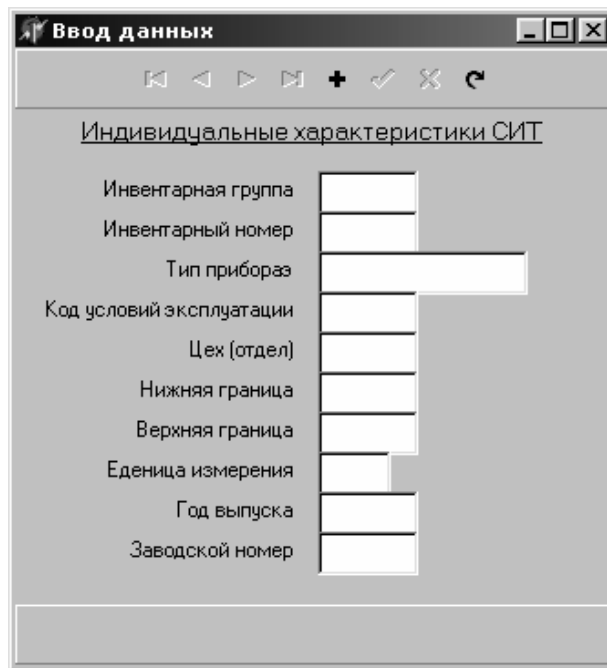 Ввод данных
Индивидуальные характеристики СИТ
Инвентарная группа
Инвентарный номер
Тип прибораз
Код условий эксплуатации
Цех (отдел)
Нижняя граница
Верхняя граница
Еденица измерения
Год выпуска
Заводской номер